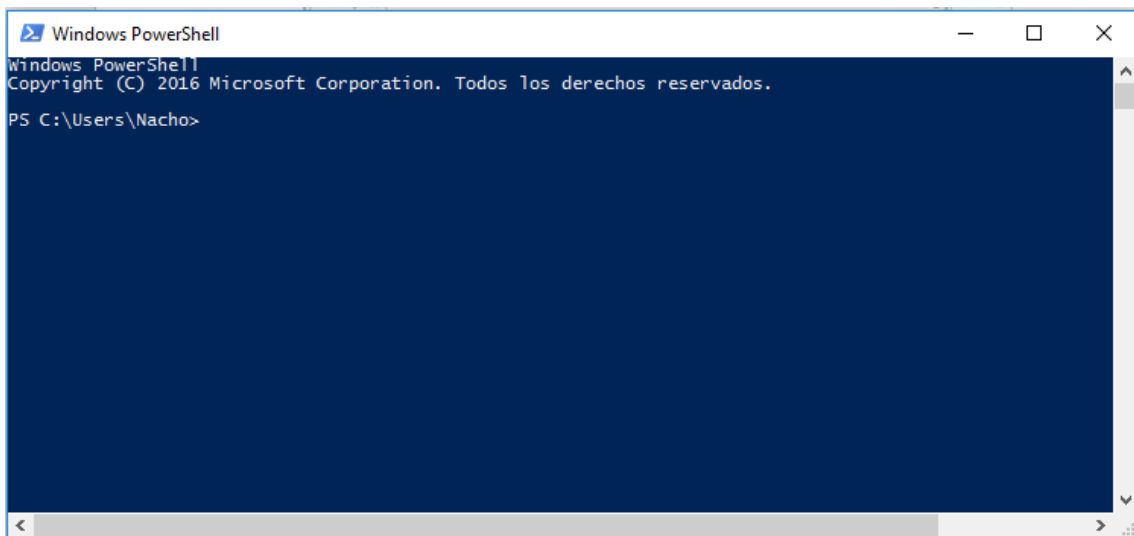 Windows PowerShell
Windows PowerShell
Copyright (C) 2016 Microsoft Corporation. Todos los derechos reservados.
PS C:\Users\Nacho>